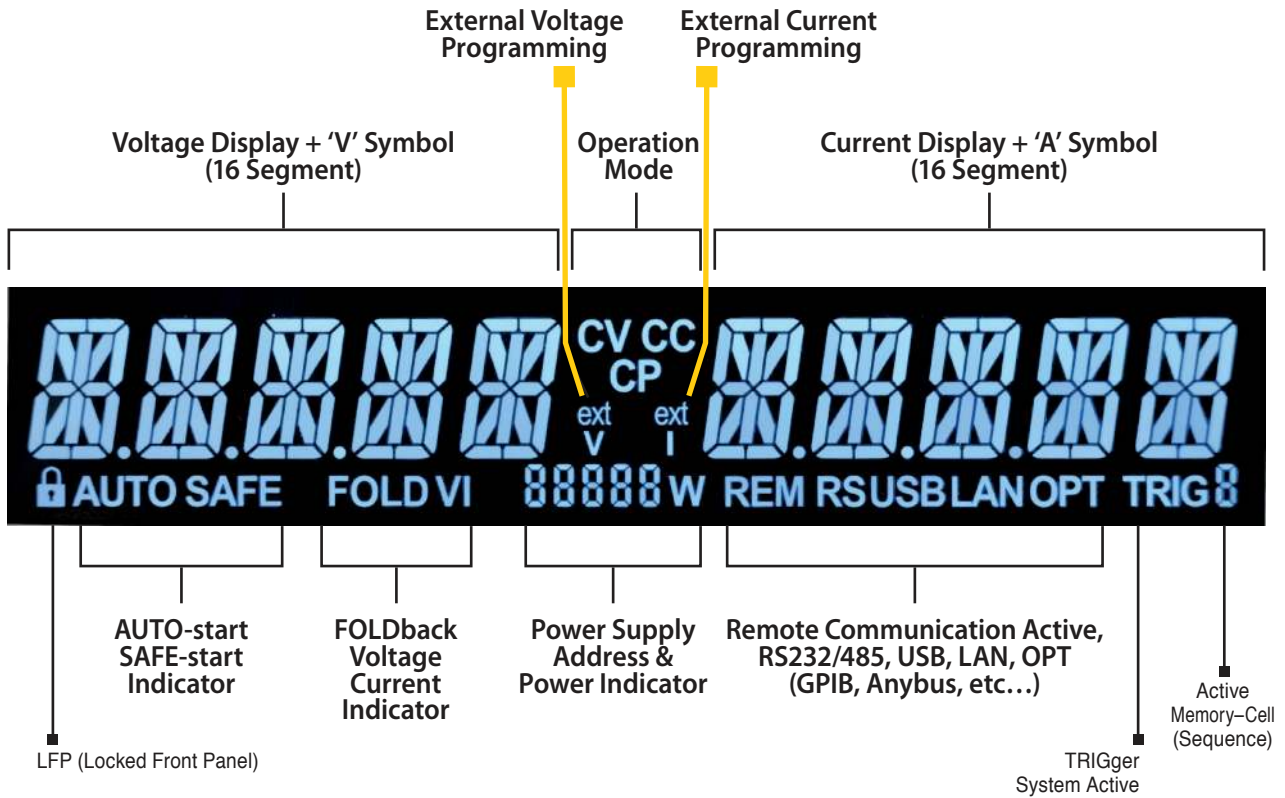 External Voltage
Programming
External Current
Programming
Voltage Display + ‘V’ Symbol
(16 Segment)
Operation
Mode
Current Display + ‘A’ Symbol
(16 Segment)
CV CC
CP
ext ext
V I
AUTO SAFE FOLD VI 88888 W REM RS USB LAN OPT TRIG 8
AUTO-start
SAFE-start
Indicator
FOLDback
Voltage
Current
Indicator
Power Supply
Address &
Power Indicator
Remote Communication Active,
RS232/485, USB, LAN, OPT
(GPIB, Anybus, etc…)
Active
Memory–Cell
(Sequence)
LFP (Locked Front Panel)
TRIGger
System Active